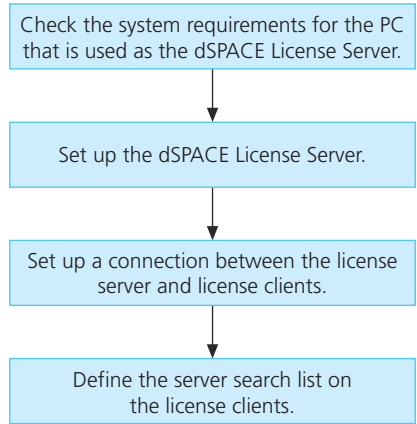 Check the system requirements for the PC
that is used as the dSPACE License Server.
Set up the dSPACE License Server.
Set up a connection between the license
server and license clients.
Define the server search list on
the license clients.